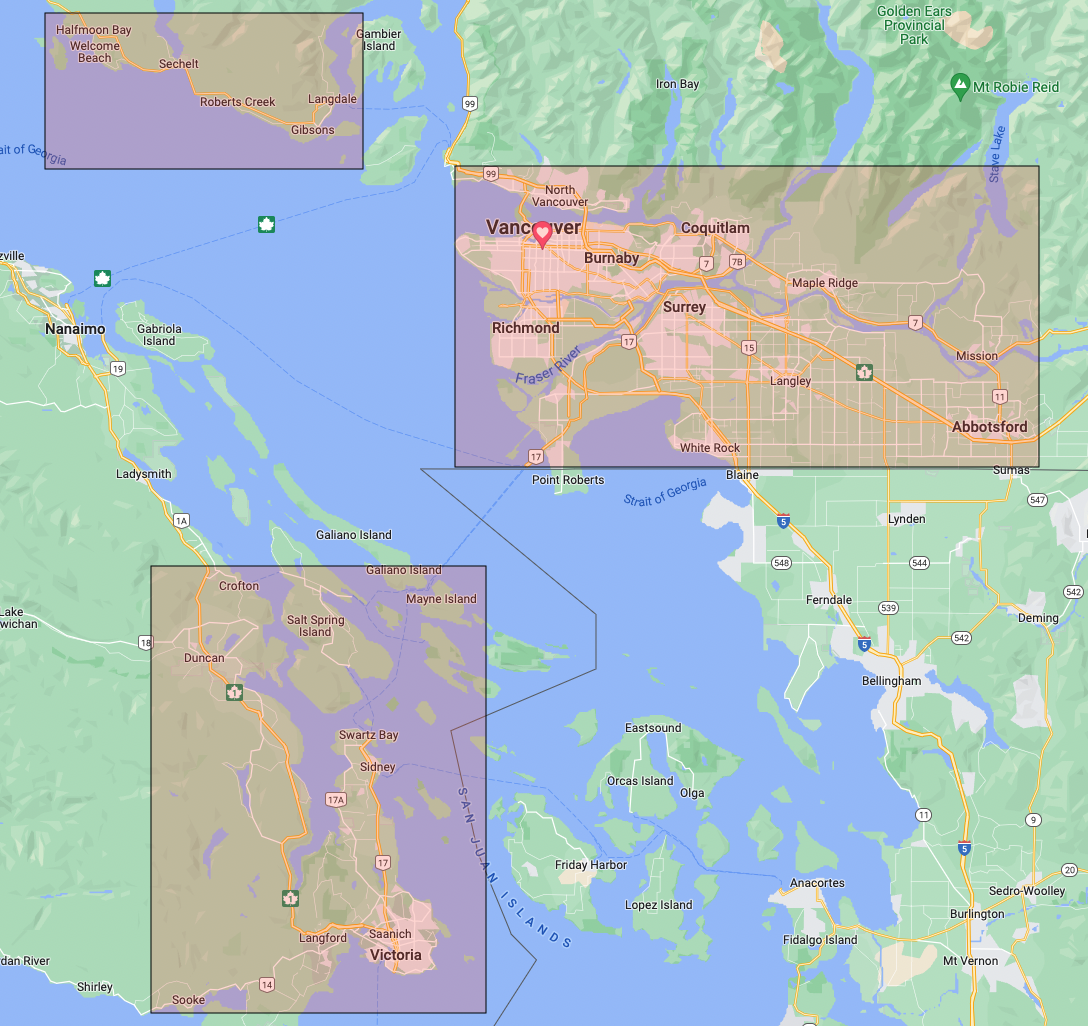 Halfmoon Bay
Welcome
Beach
Sechelt
Roberts Creek
Langdale
Gibsons
Gambier
Island
Golden Ears
Provincial
Park
Iron Bay
Mt Robie Reid
99
Stave Lake
ait of Georgia
99
North
Vancouver
Vancouver
Coquitlam
Burnaby
7
7B
Maple Ridge
Surrey
Richmond
17
7
15
Mission
Fraser River
Langley
1
11
Abbotsford
White Rock
17
zville
Nanaimo
Gabriola
Island
19
Ladysmith
1A
Point Roberts
Blaine
Sumas
Strait of Georgia
547
5
Lynden
Galiano Island
548
544
Galiano Island
Crofton
Mayne Island
Salt Spring
Island
Ferndale
539
542
Deming
542
Lake
wichan
18
Duncan
5
1
Bellingham
Swartz Bay
Sidney
Eastsound
Orcas Island
Olga
17A
SAN JUAN ISLANDS
11
9
5
17
Friday Harbor
20
Anacortes
Sedro-Woolley
1
Lopez Island
Burlington
Langford
Saanich
Victoria
Fidalgo Island
dan River
Mt Vernon
14
Shirley
Sooke